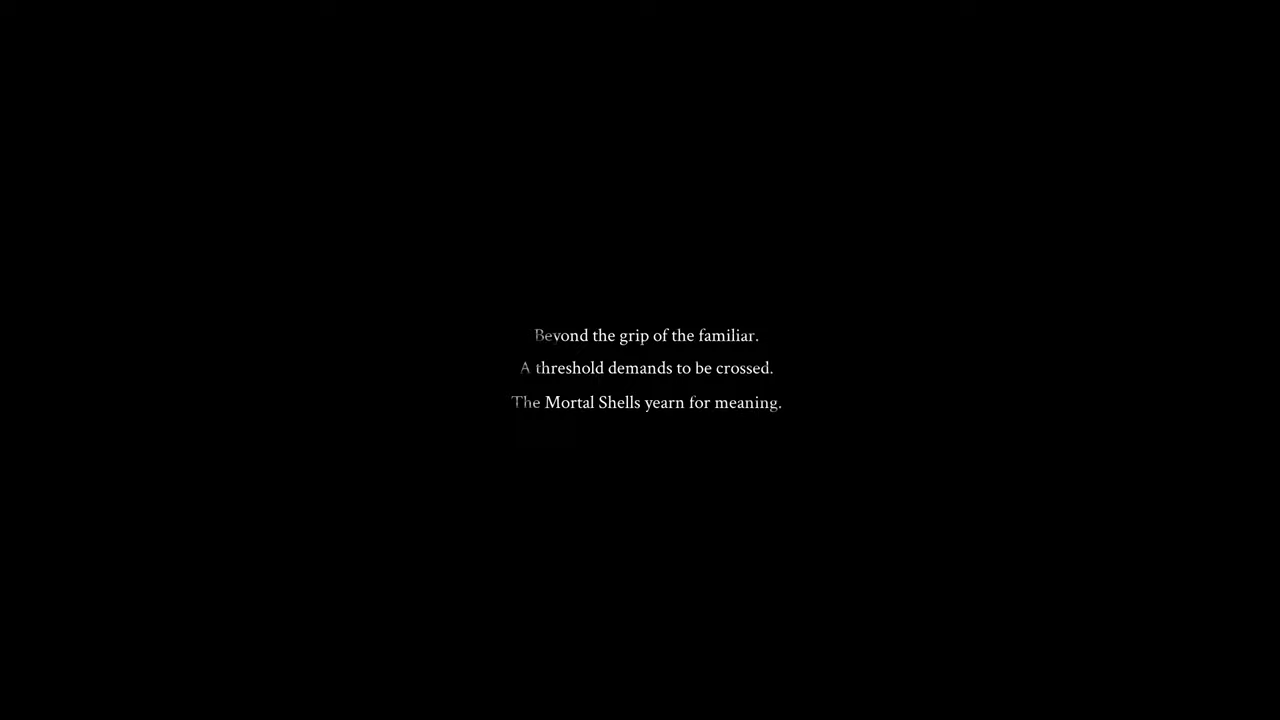 Beyond the grip of the familiar.
A threshold demands to be crossed.
The Mortal Shells yearn for meaning.